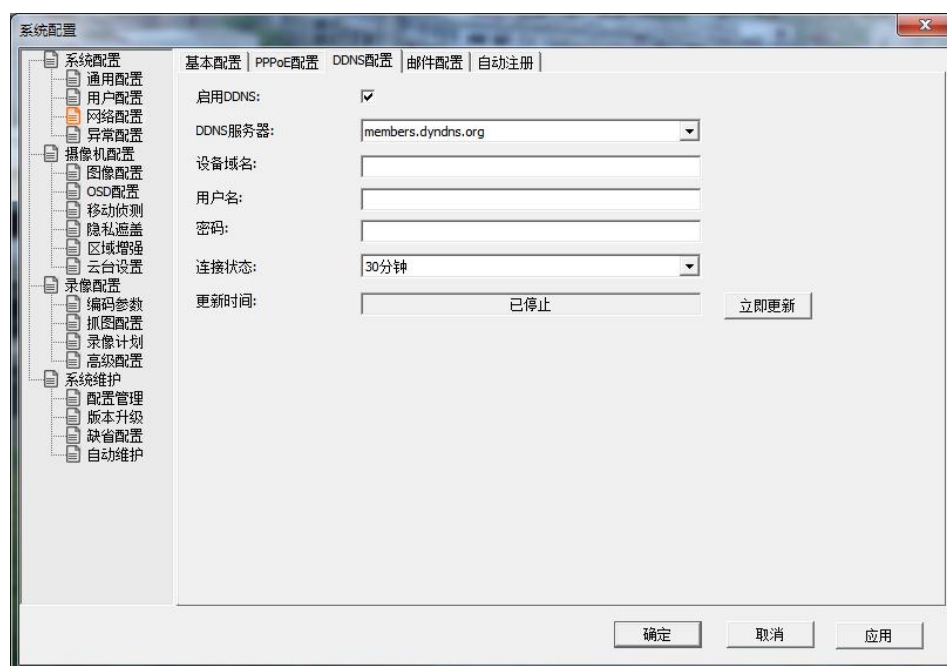 系统配置
系统配置
通用配置
用户配置
网络配置
异常配置
摄像机配置
图像配置
OSD配置
移动侦测
隐私遮盖
区域增强
云台设置
录像配置
编码参数
抓图配置
录像计划
高级配置
系统维护
配置管理
版本升级
缺省配置
自动维护
基本配置 PPPoE配置 DDNS配置 邮件配置 自动注册
启用DDNS:
DDNS服务器: members.dyndns.org
设备域名:
用户名:
密码:
连接状态: 30分钟
更新时间: 已停止 立即更新
确定 取消 应用